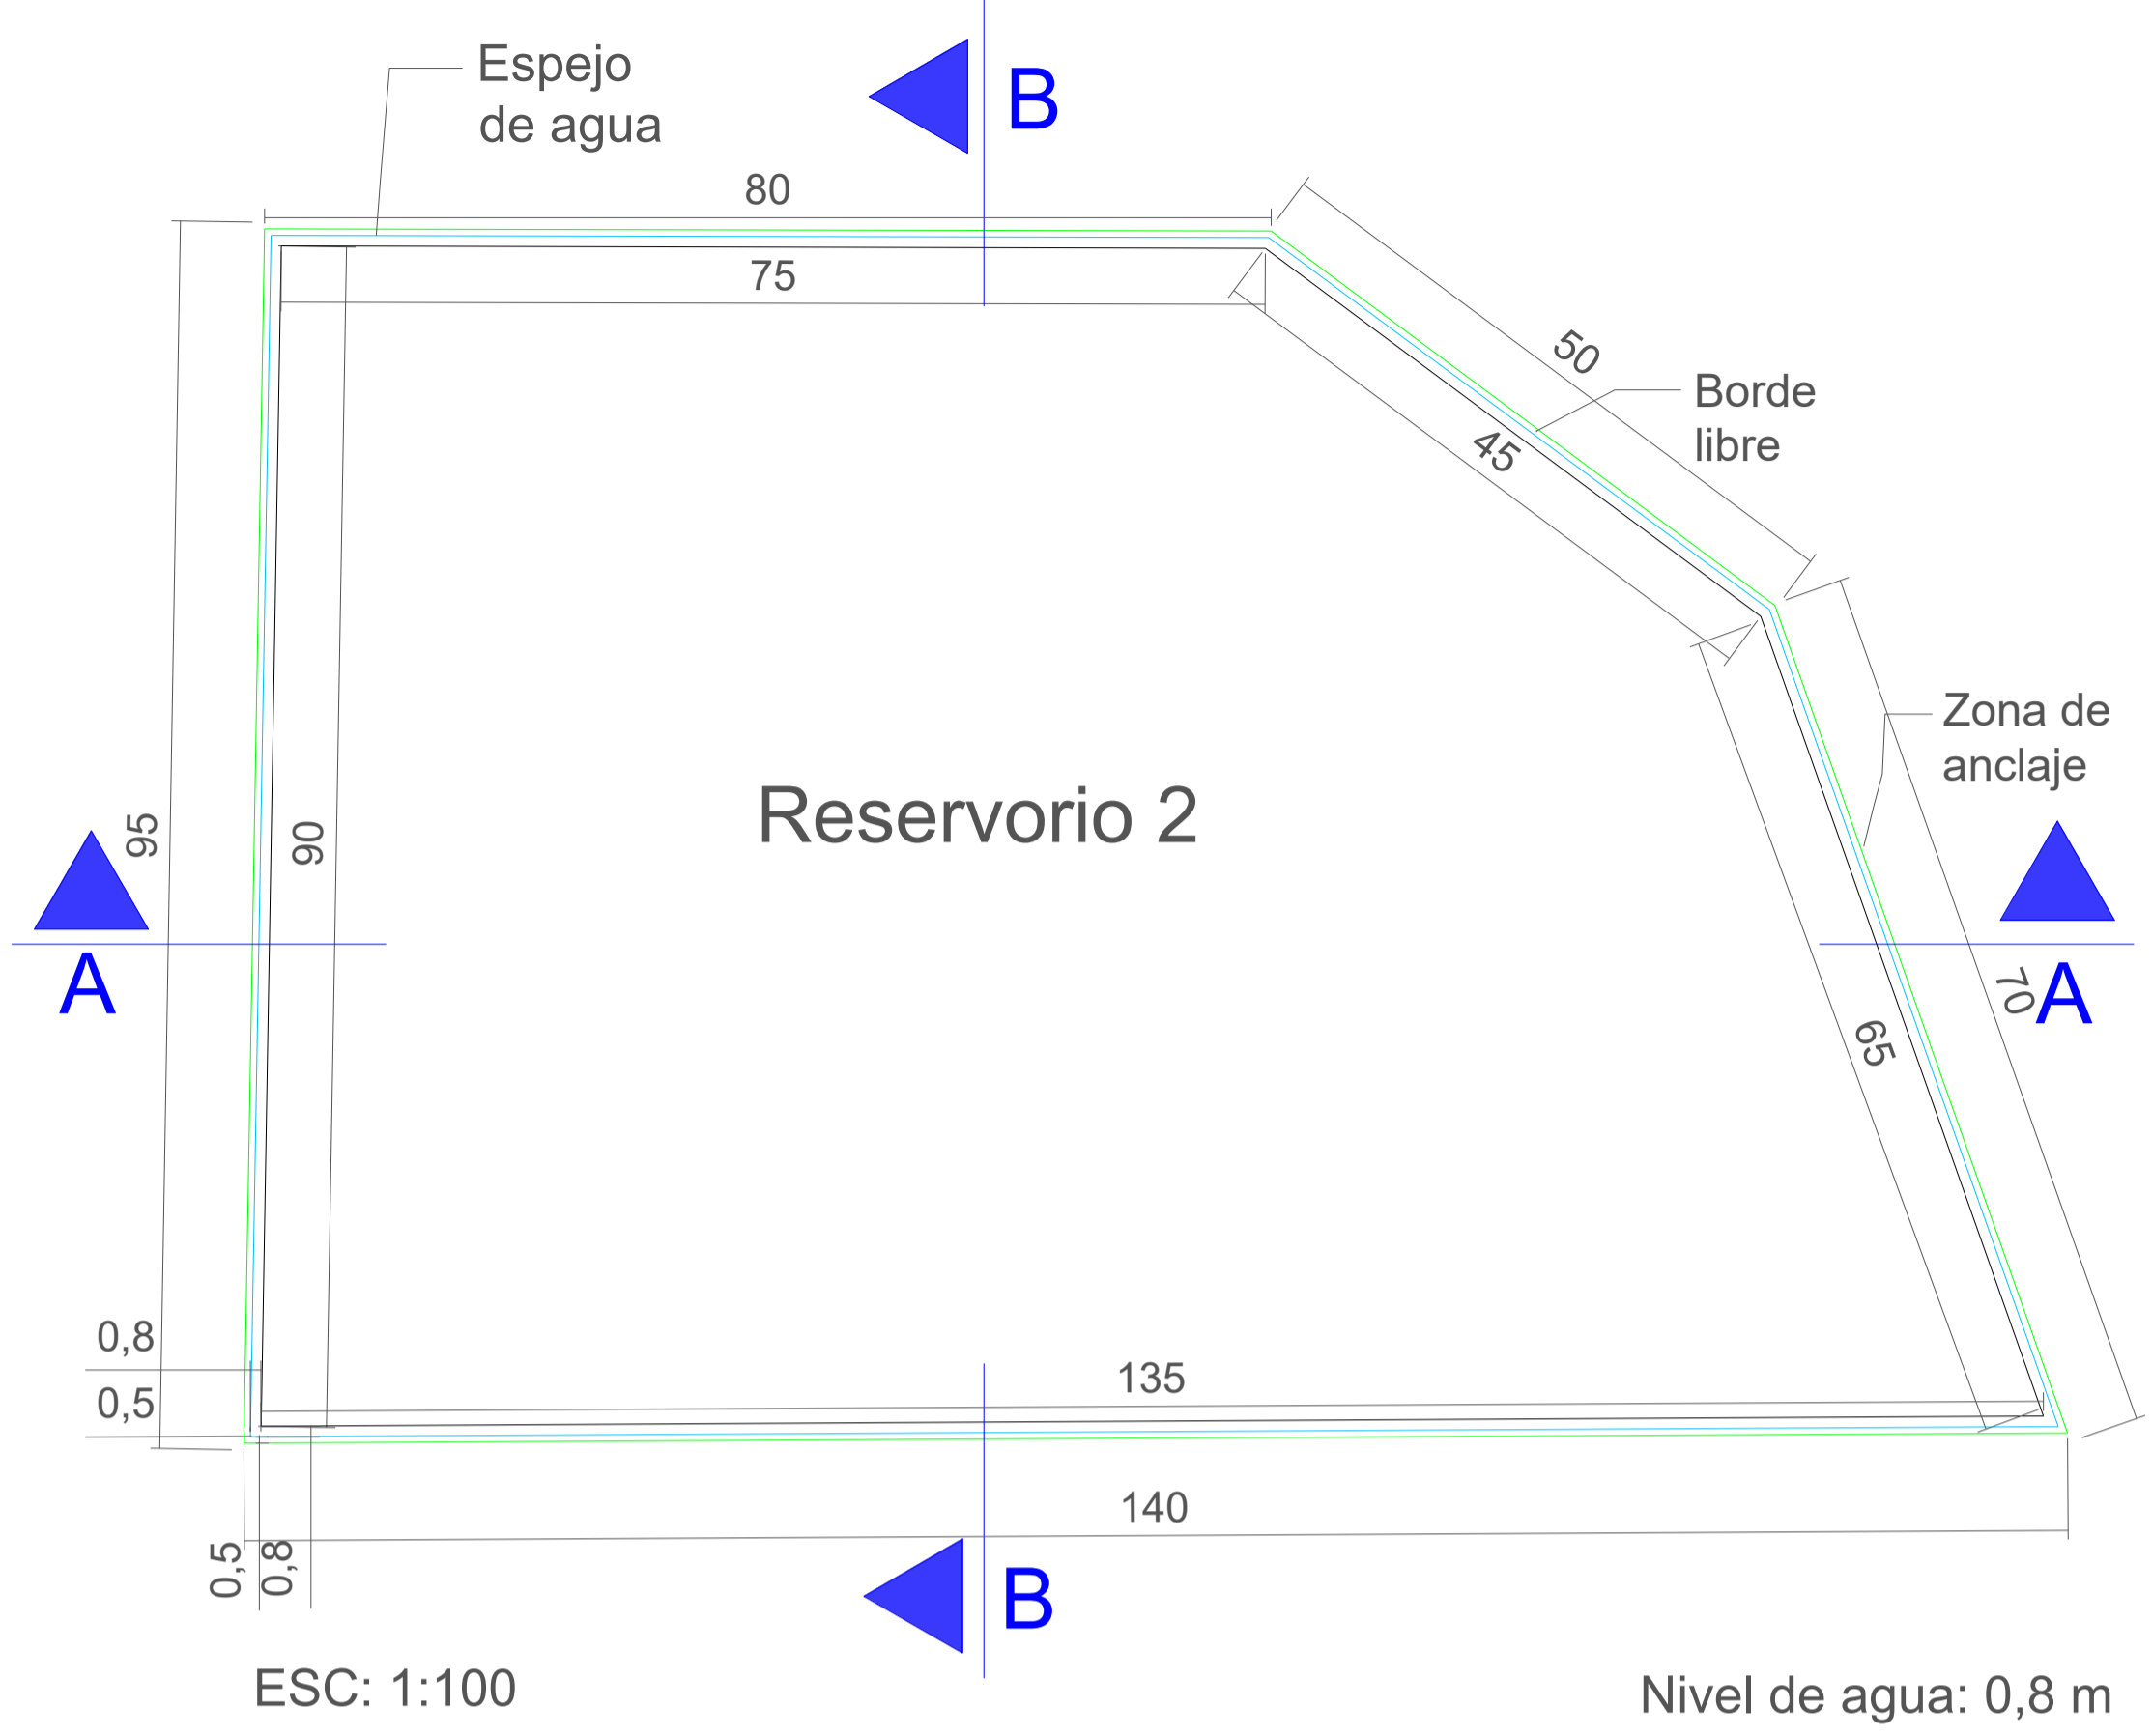 Espejo
de agua
B
80
75
50
Borde
libre
45
Zona de
anclaje
Reservorio 2
95
90
A
A
70
65
0,8
0,5
135
140
0,5
0,8
B
ESC: 1:100
Nivel de agua: 0,8 m